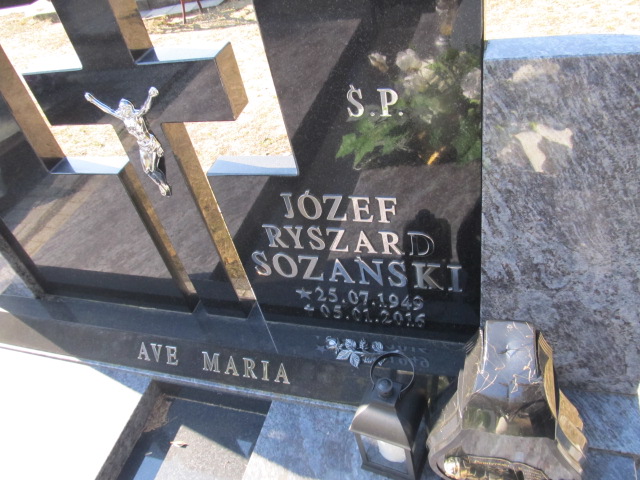 Ś.P.
JÓZEF
RYSZARD
SOZAŃSKI
★25.07.1949
+05.01.2016
AVE MARIA